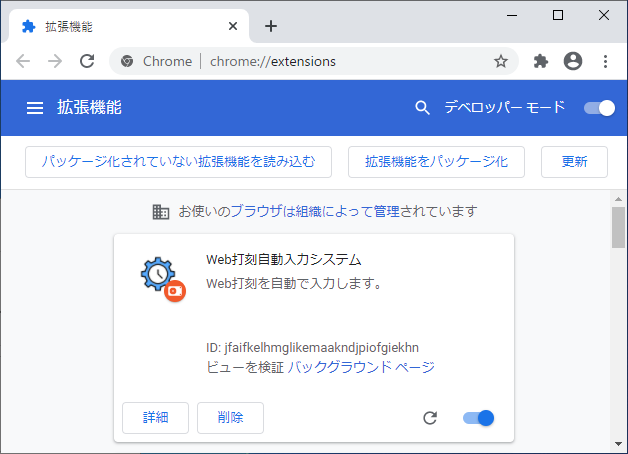 拡張機能
Chrome | chrome://extensions
拡張機能 デベロッパー モード
パッケージ化されていない拡張機能を読み込む 拡張機能をパッケージ化 更新
お使いのブラウザは組織によって管理されています
Web打刻自動入力システム
Web打刻を自動で入力します。
ID: jfaifkelhmglikemaakndjpiofgiekhn
ビューを検証 バックグラウンド ページ
詳細 削除